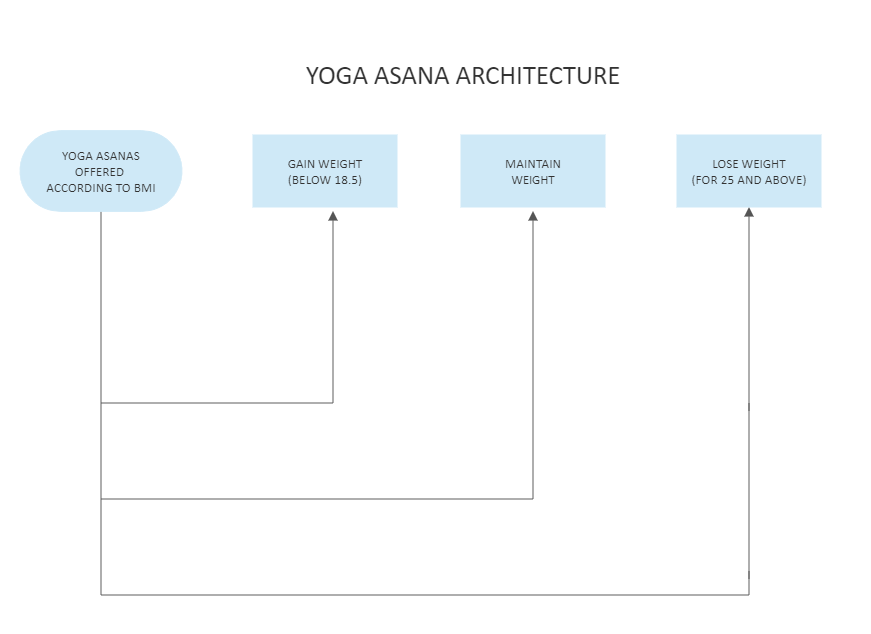 YOGA ASANA ARCHITECTURE
YOGA ASANAS
OFFERED
ACCORDING TO BMI
GAIN WEIGHT
(BELOW 18.5)
MAINTAIN
WEIGHT
LOSE WEIGHT
(FOR 25 AND ABOVE)